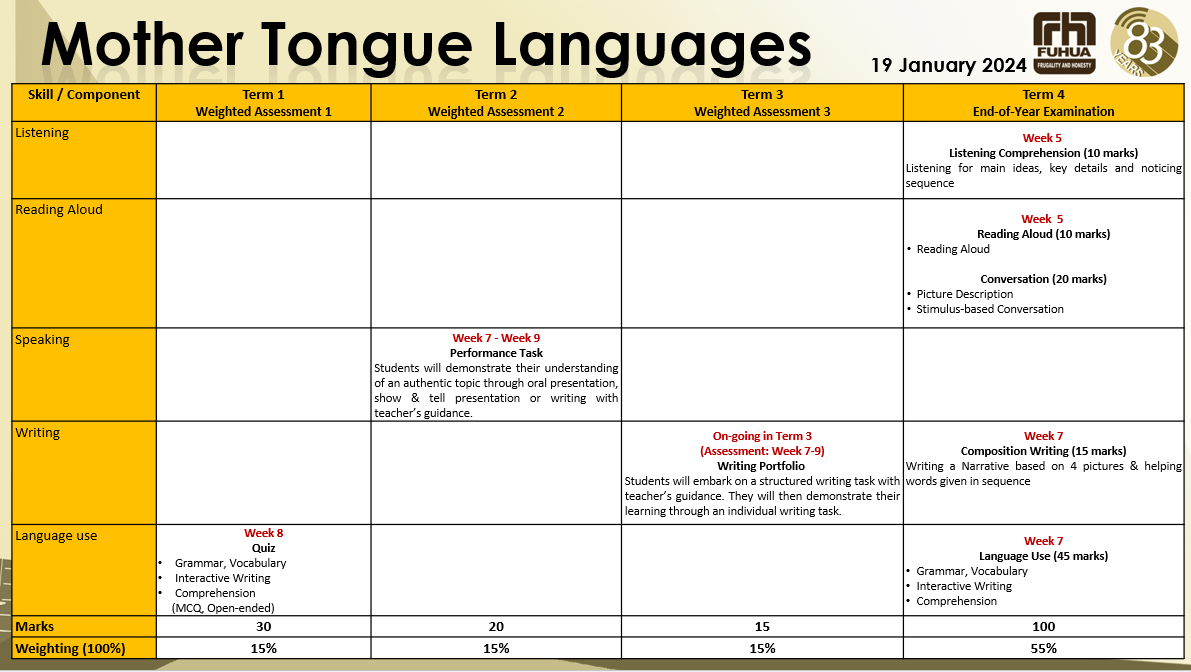 Mother Tongue Languages
19 January 2024
FUHUA
FRUGALITY AND HONESTY
83
YEARS
Skill / Component
Term 1
Weighted Assessment 1
Term 2
Weighted Assessment 2
Term 3
Weighted Assessment 3
Term 4
End-of-Year Examination
Listening
Week 5
Listening Comprehension (10 marks)
Listening for main ideas, key details and noticing
sequence
Reading Aloud
Week 5
Reading Aloud (10 marks)
• Reading Aloud
Conversation (20 marks)
• Picture Description
• Stimulus-based Conversation
Speaking
Week 7 - Week 9
Performance Task
Students will demonstrate their understanding
of an authentic topic through oral presentation,
show & tell presentation or writing with
teacher's guidance.
Writing
On-going in Term 3
(Assessment: Week 7-9)
Writing Portfolio
Students will embark on a structured writing task with
teacher's guidance. They will then demonstrate their
learning through an individual writing task.
Week 7
Composition Writing (15 marks)
Writing a Narrative based on 4 pictures & helping
words given in sequence
Language use
Week 8
Quiz
• Grammar, Vocabulary
• Interactive Writing
• Comprehension
(MCQ, Open-ended)
Week 7
Language Use (45 marks)
• Grammar, Vocabulary
• Interactive Writing
• Comprehension
Marks
30
20
15
100
Weighting (100%)
15%
15%
15%
55%